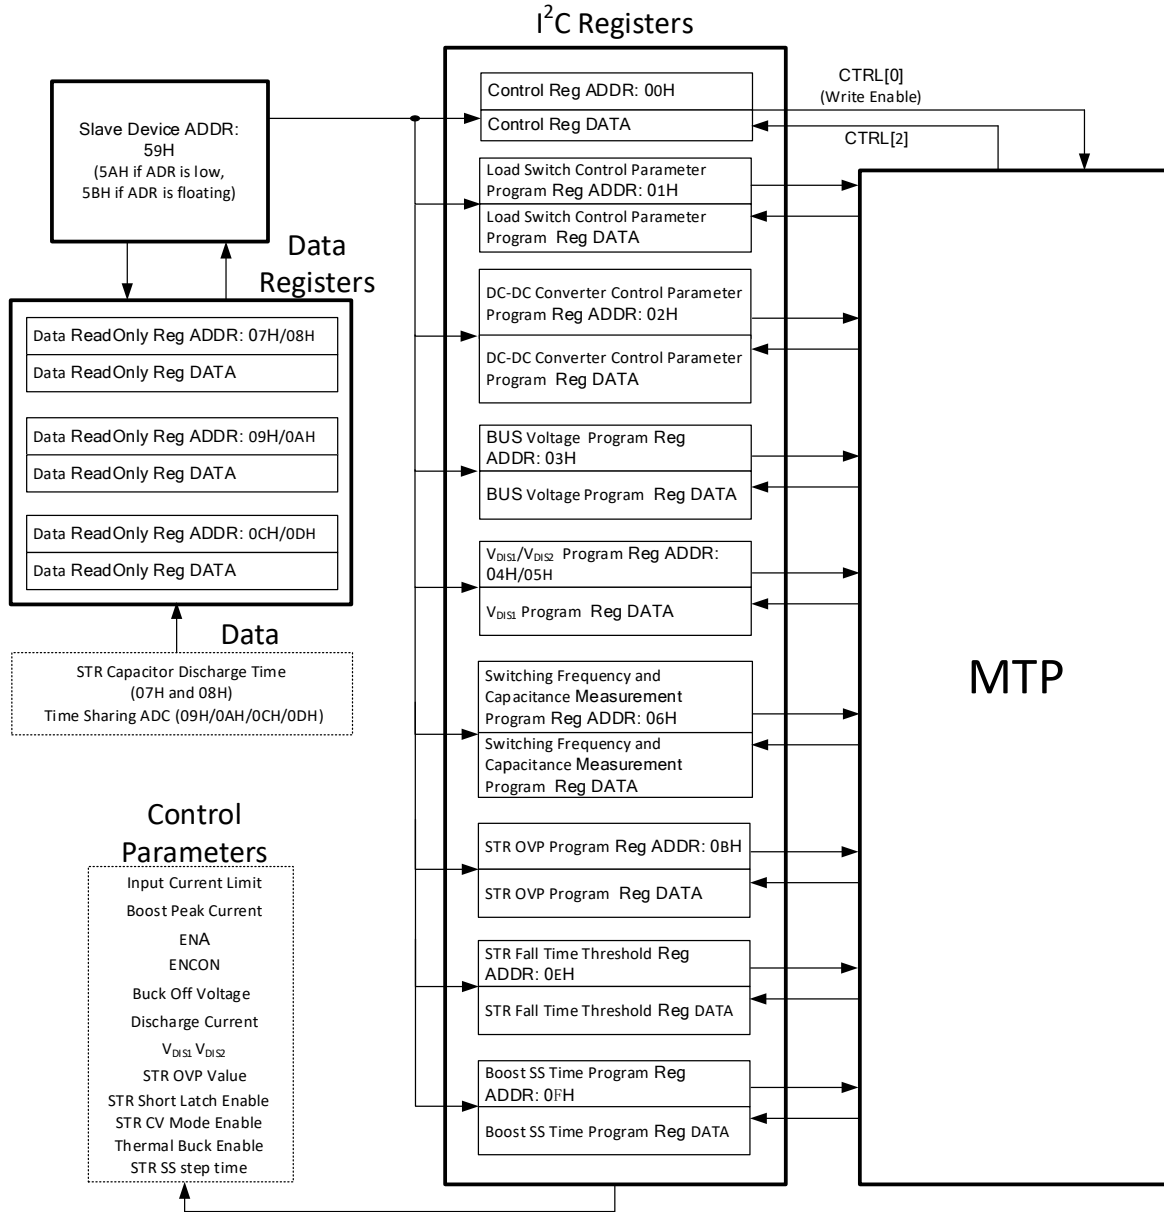 I²C Registers
Slave Device ADDR:
59H
(5AH if ADR is low,
5BH if ADR is floating)
Data
Registers
Data ReadOnly Reg ADDR: 07H/08H
Data ReadOnly Reg DATA
Data ReadOnly Reg ADDR: 09H/0AH
Data ReadOnly Reg DATA
Data ReadOnly Reg ADDR: 0CH/0DH
Data ReadOnly Reg DATA
Data
STR Capacitor Discharge Time
(07H and 08H)
Time Sharing ADC (09H/0AH/0CH/0DH)
Control
Parameters
Input Current Limit
Boost Peak Current
ENA
ENCON
Buck Off Voltage
Discharge Current
V_DIS1 V_DIS2
STR OVP Value
STR Short Latch Enable
STR CV Mode Enable
Thermal Buck Enable
STR SS step time
Control Reg ADDR: 00H
Control Reg DATA
Load Switch Control Parameter
Program Reg ADDR: 01H
Load Switch Control Parameter
Program Reg DATA
DC-DC Converter Control Parameter
Program Reg ADDR: 02H
DC-DC Converter Control Parameter
Program Reg DATA
BUS Voltage Program Reg
ADDR: 03H
BUS Voltage Program Reg DATA
V_DIS1/V_DIS2 Program Reg ADDR:
04H/05H
V_DIS1 Program Reg DATA
Switching Frequency and
Capacitance Measurement
Program Reg ADDR: 06H
Switching Frequency and
Capacitance Measurement
Program Reg DATA
STR OVP Program Reg ADDR: 0BH
STR OVP Program Reg DATA
STR Fall Time Threshold Reg
ADDR: 0EH
STR Fall Time Threshold Reg DATA
Boost SS Time Program Reg
ADDR: 0FH
Boost SS Time Program Reg DATA
CTRL[0]
(Write Enable)
CTRL[2]
MTP